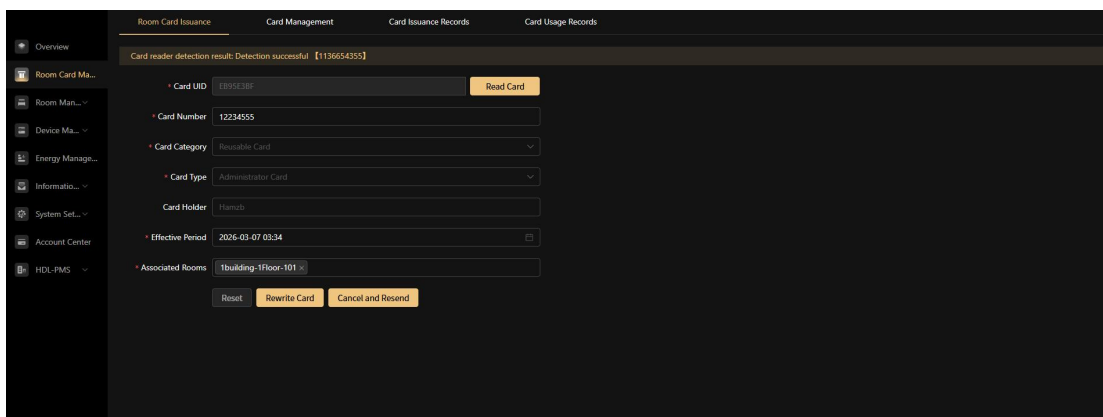 Room Card Issuance Card Management Card Issuance Records Card Usage Records
Overview
Room Card Ma...
Room Man...
Device Ma...
Energy Manage...
Informatio...
System Set...
Account Center
HDL-PMS
Card reader detection result: Detection successful 【1136654355】
* Card UID EB95E3BF Read Card
* Card Number 12234555
* Card Category Reusable Card
* Card Type Administrator Card
Card Holder Hamzb
* Effective Period 2026-03-07 03:34
* Associated Rooms 1building-1Floor-101 ×
Reset Rewrite Card Cancel and Resend